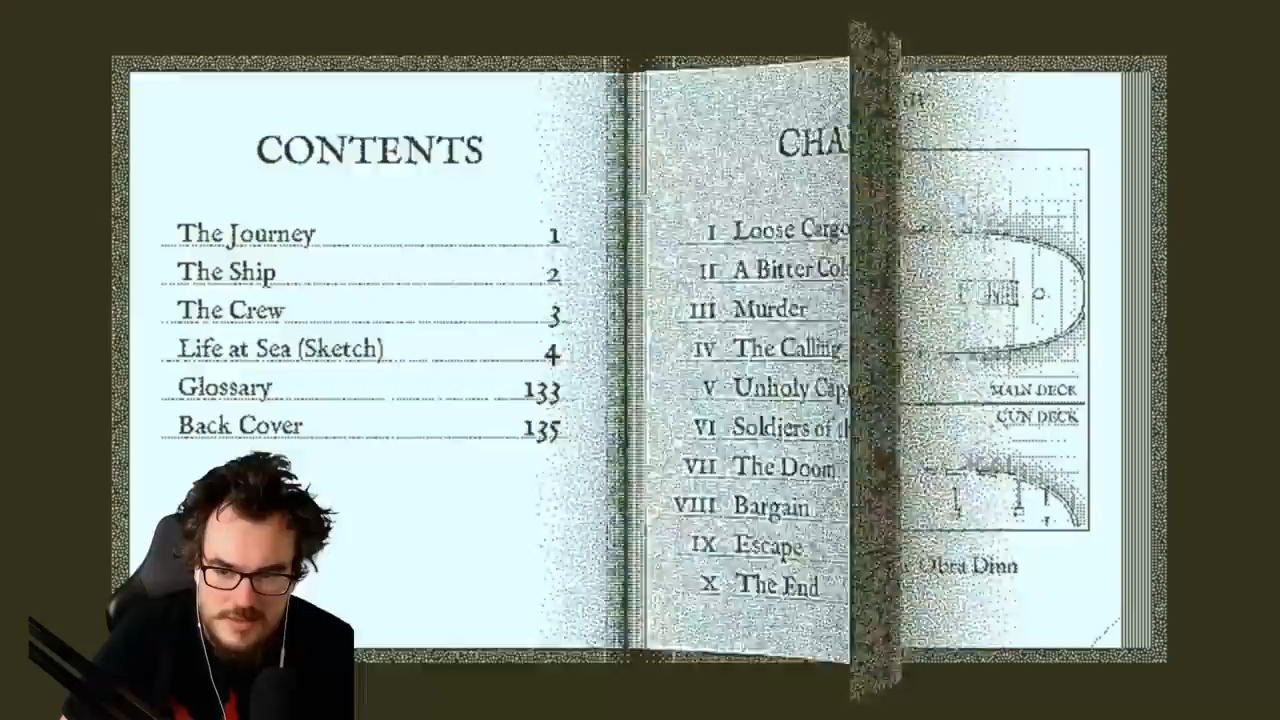 CONTENTS
The Journey 1
The Ship 2
The Crew 3
Life at Sea (Sketch) 4
Glossary 133
Back Cover 135
I Loose Cargo
II A Bitter
III Murder
IV The Calling
V Unholy
VI Soldiers of
VII The Doom
VIII Bargain
IX Escape
X The End
MAIN DECK
GUN DECK
Obra Dinn